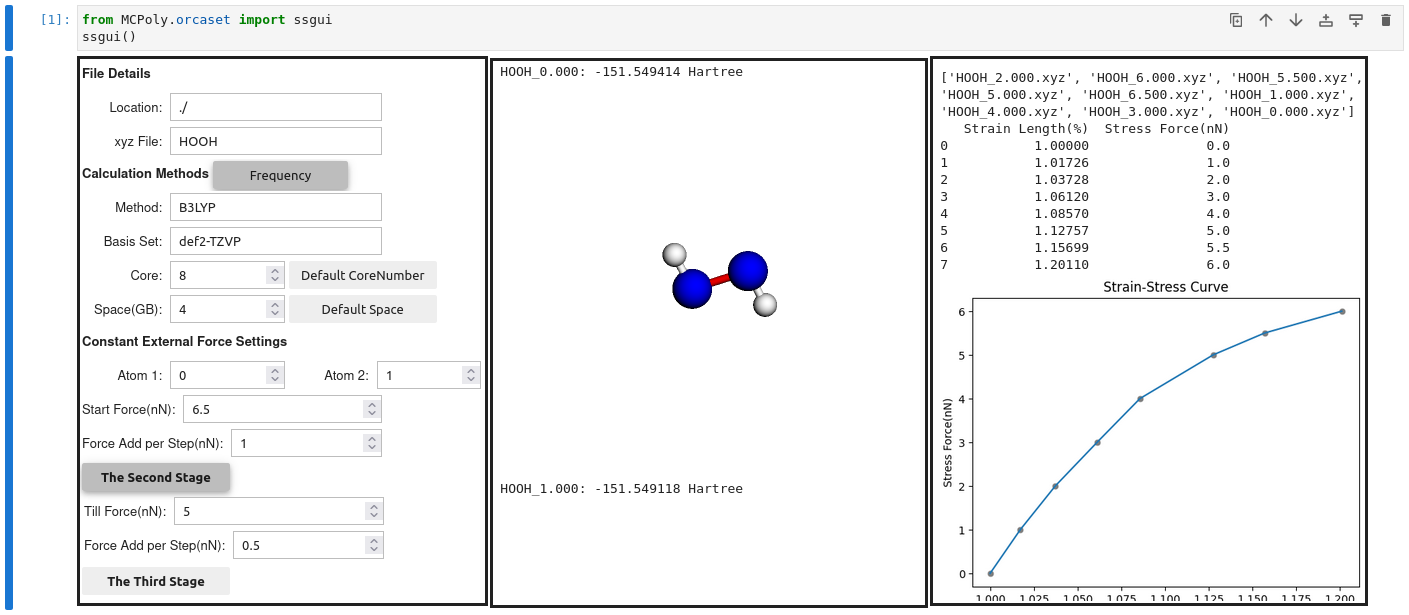 [1]: from MCPoly.orcaset import ssgui
ssgui()
File Details
Location: ./
xyz File: HOOH
Calculation Methods Frequency
Method: B3LYP
Basis Set: def2-TZVP
Core: 8 Default CoreNumber
Space(GB): 4 Default Space
Constant External Force Settings
Atom 1: 0 Atom 2: 1
Start Force(nN): 6.5
Force Add per Step(nN): 1
The Second Stage
Till Force(nN): 5
Force Add per Step(nN): 0.5
The Third Stage
HOOH_0.000: -151.549414 Hartree
HOOH_1.000: -151.549118 Hartree
['HOOH_2.000.xyz', 'HOOH_6.000.xyz', 'HOOH_5.500.xyz',
'HOOH_5.000.xyz', 'HOOH_6.500.xyz', 'HOOH_1.000.xyz',
'HOOH_4.000.xyz', 'HOOH_3.000.xyz', 'HOOH_0.000.xyz']
Strain Length(%) Stress Force(nN)
0 1.00000 0.0
1 1.01726 1.0
2 1.03728 2.0
3 1.06120 3.0
4 1.08570 4.0
5 1.12757 5.0
6 1.15699 5.5
7 1.20110 6.0
Strain-Stress Curve
Stress Force(nN)
6
5
4
3
2
1
0
1.000 1.025 1.050 1.075 1.100 1.125 1.150 1.175 1.200